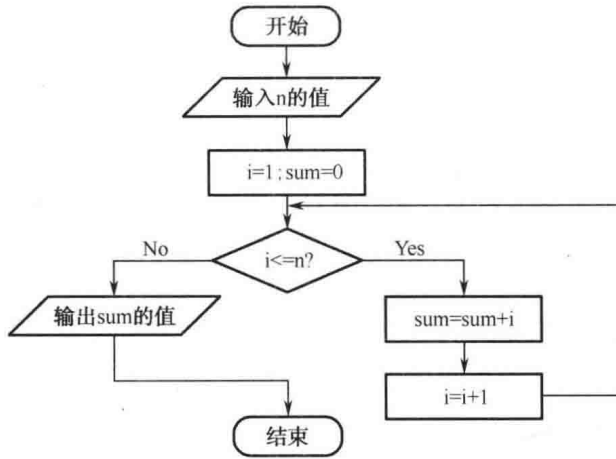 开始
输入n的值
i=1;sum=0
No
i<=n?
Yes
输出sum的值
sum=sum+i
i=i+1
结束